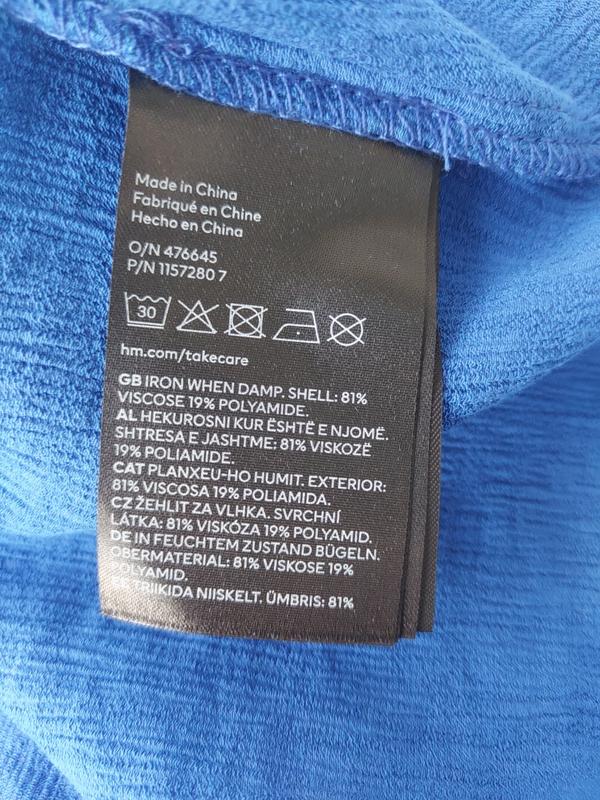 Made in China
Fabriqué en Chine
Hecho en China
O/N 476645
P/N 1157280 7
30
hm.com/takecare
GB IRON WHEN DAMP. SHELL: 81%
VISCOSE 19% POLYAMIDE.
AL HEKUROSNI KUR ËSHTË E NJOMË.
SHTRESA E JASHTME: 81% VISKOZË
19% POLIAMIDE.
CAT PLANXEU-HO HUMIT. EXTERIOR:
81% VISCOSA 19% POLIAMIDA.
CZ ŽEHLIT ZA VLHKA. SVRCHNÍ
LÁTKA: 81% VISKÓZA 19% POLYAMID.
DE IN FEUCHTEM ZUSTAND BÜGELN.
OBERMATERIAL: 81% VISKOSE 19%
POLYAMID.
EE TRIIKIDA NIISKELT. ÜMBRIS: 81%